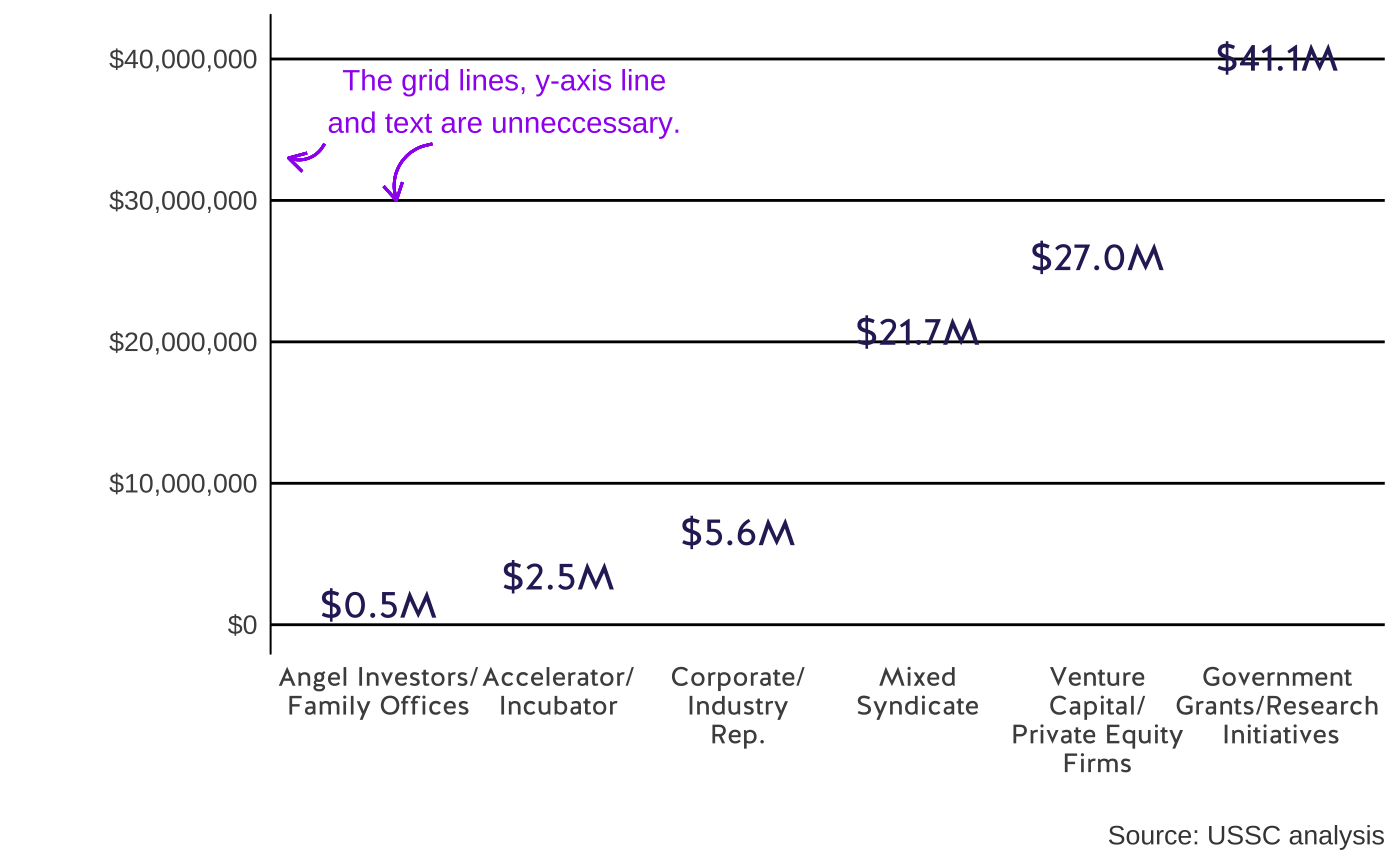 $40,000,000
$41.1M
The grid lines, y-axis line
and text are unneccessary.
$30,000,000
$27.0M
$21.7M
$20,000,000
$10,000,000
$5.6M
$2.5M
$0.5M
$0
Angel Investors/
Family Offices
Accelerator/
Incubator
Corporate/
Industry
Rep.
Mixed
Syndicate
Venture
Capital/
Private Equity
Firms
Government
Grants/Research
Initiatives
Source: USSC analysis